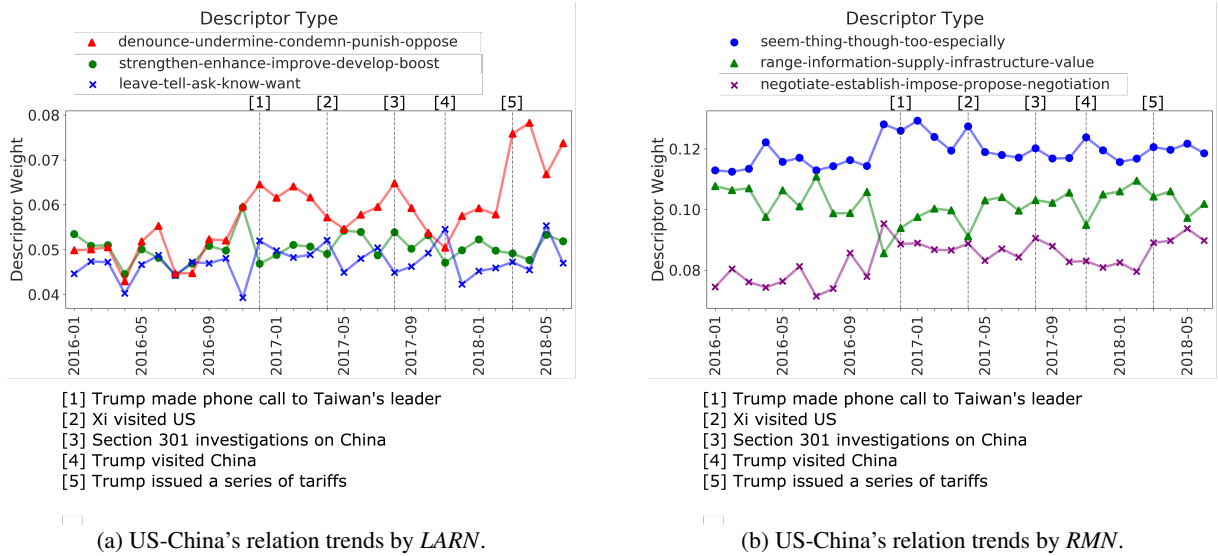 Descriptor Type
denounce-undermine-condemn-punish-oppose
strengthen-enhance-improve-develop-boost
leave-tell-ask-know-want
[1] [2] [3] [4] [5]
0.08
0.07
0.06
0.05
0.04
Descriptor Weight
2016-01
2016-05
2016-09
2017-01
2017-05
2017-09
2018-01
2018-05
[1] Trump made phone call to Taiwan's leader
[2] Xi visited US
[3] Section 301 investigations on China
[4] Trump visited China
[5] Trump issued a series of tariffs
(a) US-China's relation trends by LARN.
Descriptor Type
seem-thing-though-too-especially
range-information-supply-infrastructure-value
negotiate-establish-impose-propose-negotiation
[1] [2] [3] [4] [5]
0.12
0.10
0.08
Descriptor Weight
2016-01
2016-05
2016-09
2017-01
2017-05
2017-09
2018-01
2018-05
[1] Trump made phone call to Taiwan's leader
[2] Xi visited US
[3] Section 301 investigations on China
[4] Trump visited China
[5] Trump issued a series of tariffs
(b) US-China's relation trends by RMN.